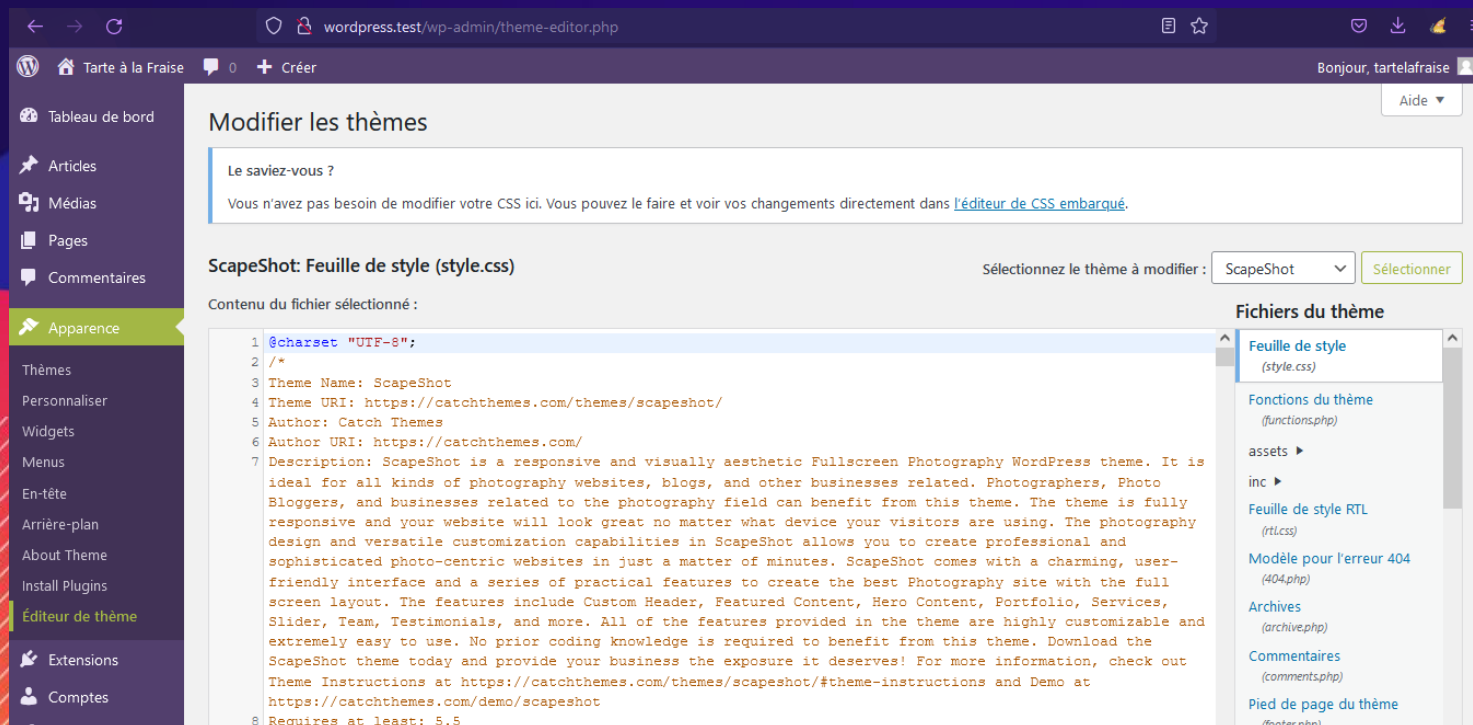 wordpress.test/wp-admin/theme-editor.php
Tarte à la Fraise 0 Créer
Bonjour, tartelafraise
Aide
Tableau de bord
Articles
Médias
Pages
Commentaires
Apparence
Thèmes
Personnaliser
Widgets
Menus
En-tête
Arrière-plan
About Theme
Install Plugins
Éditeur de thème
Extensions
Comptes
Modifier les thèmes
Le saviez-vous ?
Vous n’avez pas besoin de modifier votre CSS ici. Vous pouvez le faire et voir vos changements directement dans l’éditeur de CSS embarqué.
ScapeShot: Feuille de style (style.css)
Sélectionnez le thème à modifier : ScapeShot Sélectionner
Contenu du fichier sélectionné :
1 @charset "UTF-8";
2 /*
3 Theme Name: ScapeShot
4 Theme URI: https://catchthemes.com/themes/scapeshot/
5 Author: Catch Themes
6 Author URI: https://catchthemes.com/
7 Description: ScapeShot is a responsive and visually aesthetic Fullscreen Photography WordPress theme. It is
ideal for all kinds of photography websites, blogs, and other businesses related. Photographers, Photo
Bloggers, and businesses related to the photography field can benefit from this theme. The theme is fully
responsive and your website will look great no matter what device your visitors are using. The photography
design and versatile customization capabilities in ScapeShot allows you to create professional and
sophisticated photo-centric websites in just a matter of minutes. ScapeShot comes with a charming, user-
friendly interface and a series of practical features to create the best Photography site with the full
screen layout. The features include Custom Header, Featured Content, Hero Content, Portfolio, Services,
Slider, Team, Testimonials, and more. All of the features provided in the theme are highly customizable and
extremely easy to use. No prior coding knowledge is required to benefit from this theme. Download the
ScapeShot theme today and provide your business the exposure it deserves! For more information, check out
Theme Instructions at https://catchthemes.com/themes/scapeshot/#theme-instructions and Demo at
https://catchthemes.com/demo/scapeshot
8 Requires at least: 5.5
Fichiers du thème
Feuille de style
(style.css)
Fonctions du thème
(functions.php)
assets
inc
Feuille de style RTL
(rtl.css)
Modèle pour l’erreur 404
(404.php)
Archives
(archive.php)
Commentaires
(comments.php)
Pied de page du thème
(footer.php)